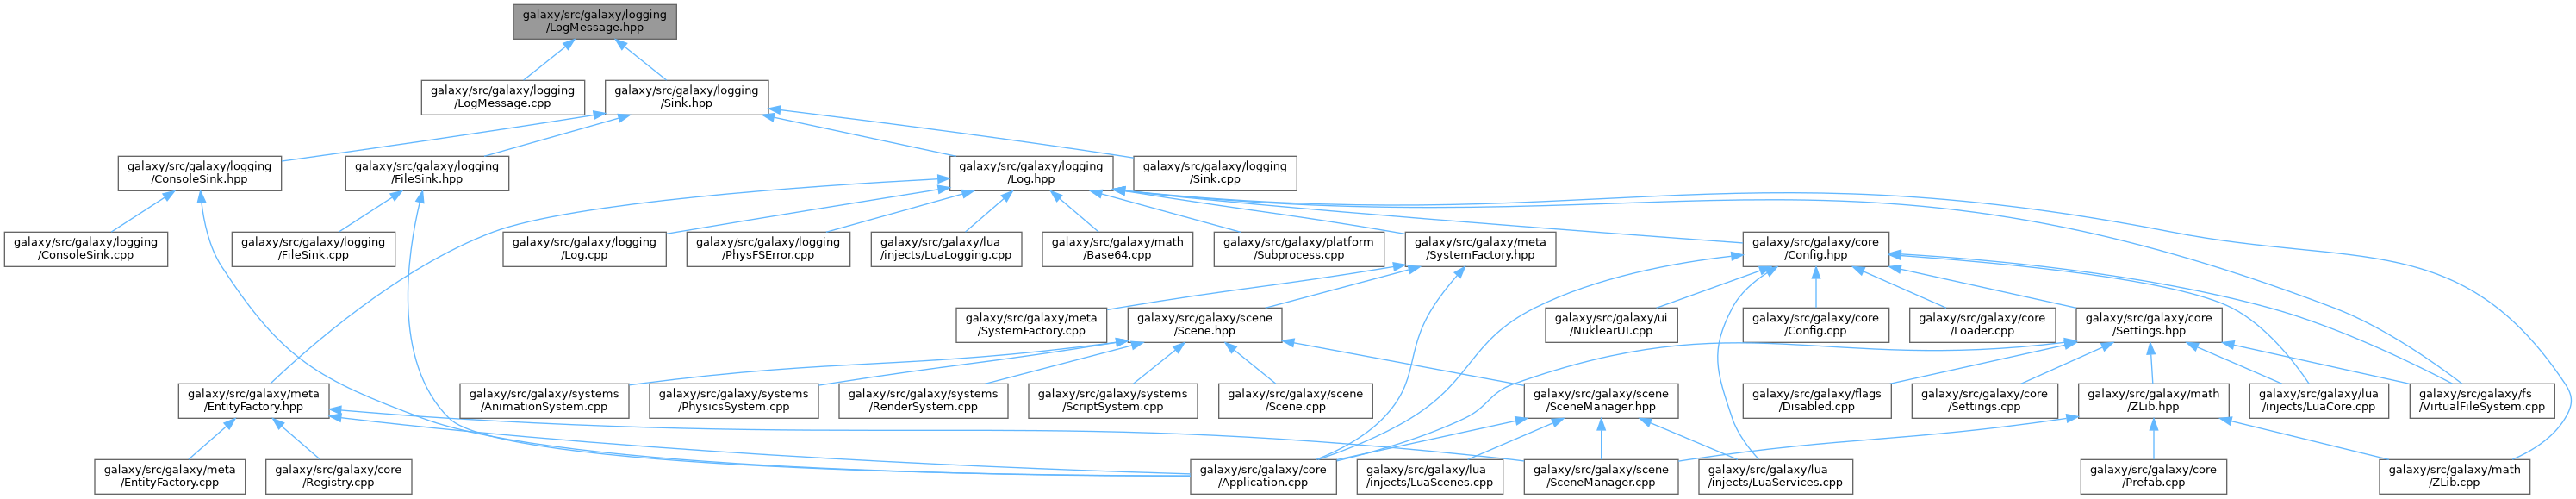 galaxy/src/galaxy/logging
/LogMessage.hpp
galaxy/src/galaxy/logging
/LogMessage.cpp
galaxy/src/galaxy/logging
/Sink.hpp
galaxy/src/galaxy/logging
/ConsoleSink.hpp
galaxy/src/galaxy/logging
/FileSink.hpp
galaxy/src/galaxy/logging
/Log.hpp
galaxy/src/galaxy/logging
/Sink.cpp
galaxy/src/galaxy/logging
/ConsoleSink.cpp
galaxy/src/galaxy/logging
/FileSink.cpp
galaxy/src/galaxy/logging
/Log.cpp
galaxy/src/galaxy/logging
/PhysFSError.cpp
galaxy/src/galaxy/lua
/injects/LuaLogging.cpp
galaxy/src/galaxy/math
/Base64.cpp
galaxy/src/galaxy/platform
/Subprocess.cpp
galaxy/src/galaxy/meta
/SystemFactory.hpp
galaxy/src/galaxy/core
/Config.hpp
galaxy/src/galaxy/meta
/SystemFactory.cpp
galaxy/src/galaxy/scene
/Scene.hpp
galaxy/src/galaxy/ui
/NuklearUI.cpp
galaxy/src/galaxy/core
/Config.cpp
galaxy/src/galaxy/core
/Loader.cpp
galaxy/src/galaxy/core
/Settings.hpp
galaxy/src/galaxy/meta
/EntityFactory.hpp
galaxy/src/galaxy/systems
/AnimationSystem.cpp
galaxy/src/galaxy/systems
/PhysicsSystem.cpp
galaxy/src/galaxy/systems
/RenderSystem.cpp
galaxy/src/galaxy/systems
/ScriptSystem.cpp
galaxy/src/galaxy/scene
/Scene.cpp
galaxy/src/galaxy/scene
/SceneManager.hpp
galaxy/src/galaxy/flags
/Disabled.cpp
galaxy/src/galaxy/core
/Settings.cpp
galaxy/src/galaxy/math
/ZLib.hpp
galaxy/src/galaxy/lua
/injects/LuaCore.cpp
galaxy/src/galaxy/fs
/VirtualFileSystem.cpp
galaxy/src/galaxy/meta
/EntityFactory.cpp
galaxy/src/galaxy/core
/Registry.cpp
galaxy/src/galaxy/core
/Application.cpp
galaxy/src/galaxy/lua
/injects/LuaScenes.cpp
galaxy/src/galaxy/scene
/SceneManager.cpp
galaxy/src/galaxy/lua
/injects/LuaServices.cpp
galaxy/src/galaxy/core
/Prefab.cpp
galaxy/src/galaxy/math
/ZLib.cpp